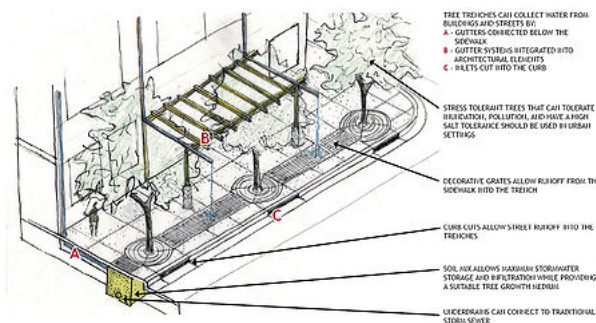 TREE TRENCHES CAN COLLECT WATER FROM
BUILDINGS AND STREETS BY:
A - GUTTERS CONNECTED BELOW THE
SIDEWALK
B - GUTTER SYSTEMS INTEGRATED INTO
ARCHITECTURAL ELEMENTS
C - INLETS CUT INTO THE CURB
STRESS TOLERANT TREES THAT CAN TOLERATE
INUNDATION, POLLUTION, AND HAVE A HIGH
SALT TOLERANCE SHOULD BE USED IN URBAN
SETTINGS
B
DECORATIVE GRATES ALLOW RUNOFF FROM TH
SIDEWALK INTO THE TRENCH
C
CURB CUTS ALLOW STREET RUNOFF INTO THE
TRENCHES
A
SOIL MIX ALLOWS MAXIMUM STORMWATER
STORAGE AND INFILTRATION WHILE PROVIDING
A SUITABLE TREE GROWTH MEDIUM
UNDERDRAINS CAN CONNECT TO TRADITIONAL
STORM SEWER